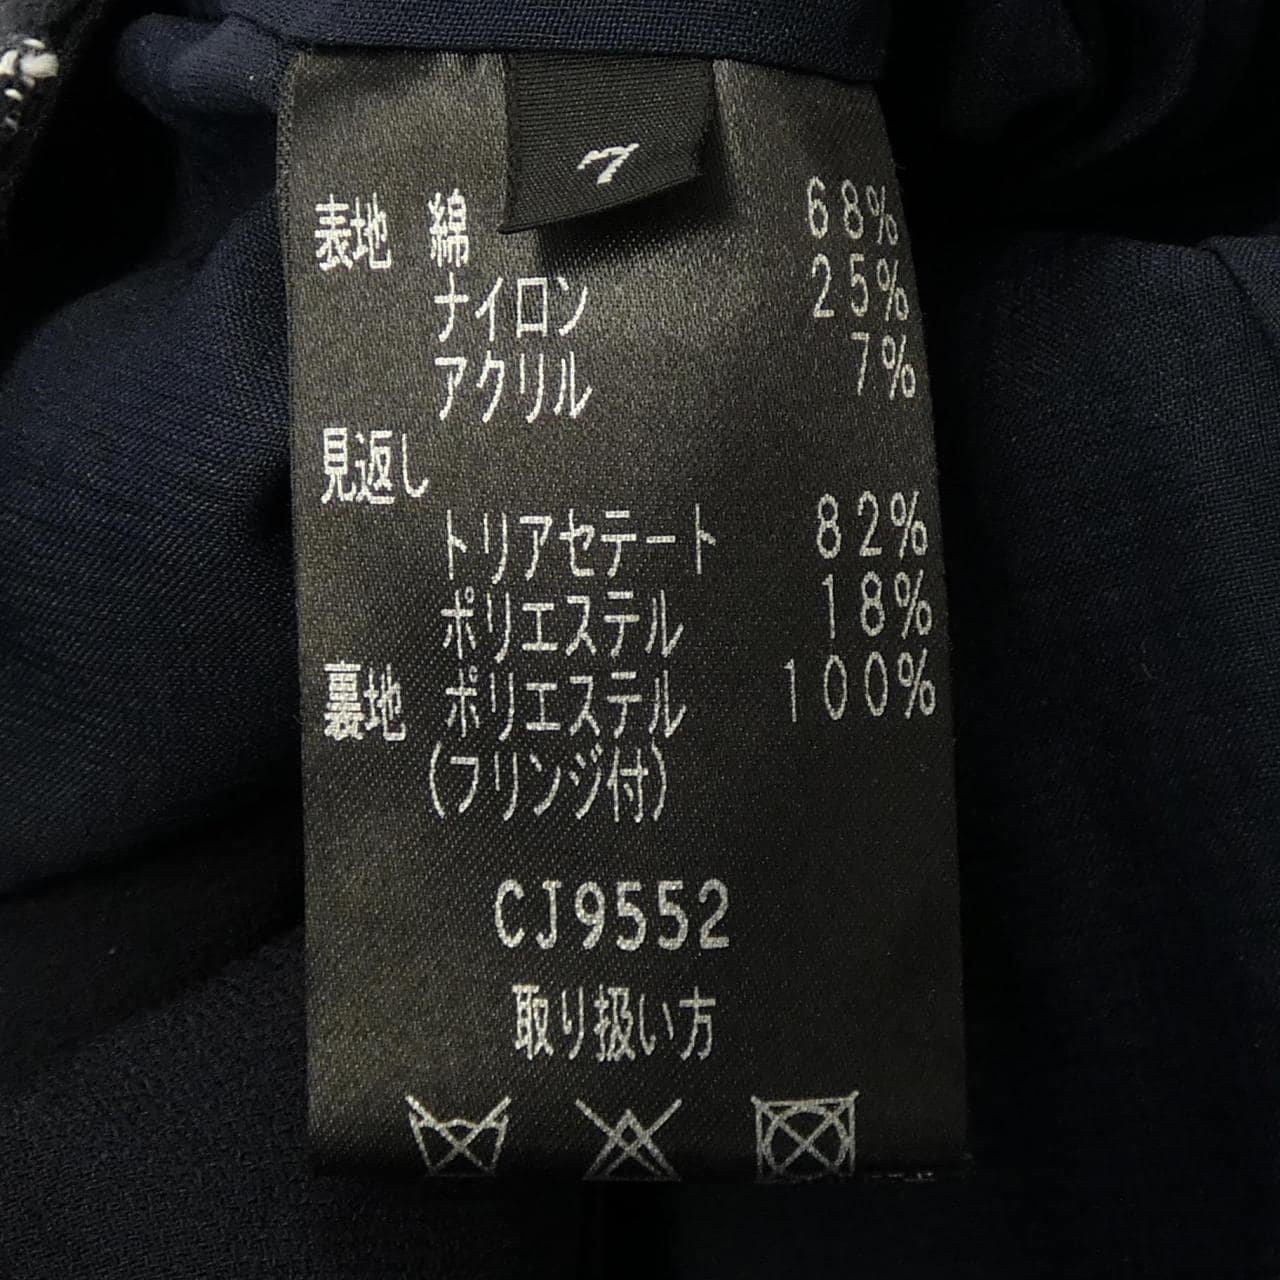 7
表地 綿 68%
ナイロン 25%
アクリル 7%
見返し
トリアセテート 82%
ポリエステル 18%
裏地 ポリエステル 100%
(フリンジ付)
CJ9552
取り扱い方